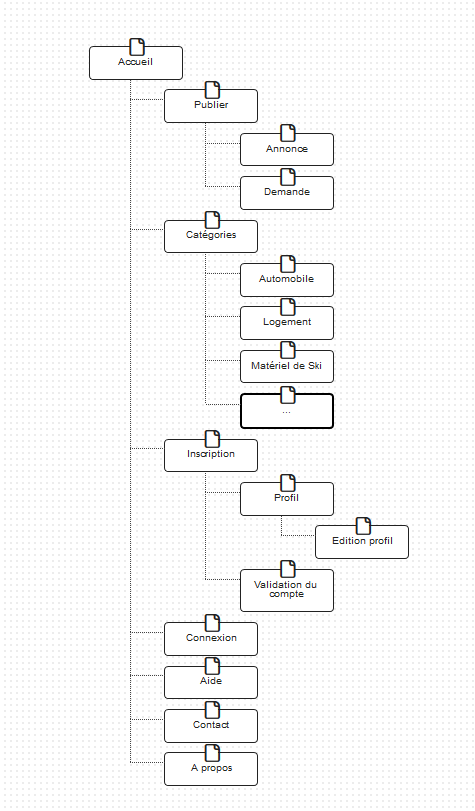 Accueil
Publier
Annonce
Demande
Catégories
Automobile
Logement
Matériel de Ski
...
Inscription
Profil
Edition profil
Validation du
compte
Connexion
Aide
Contact
A propos